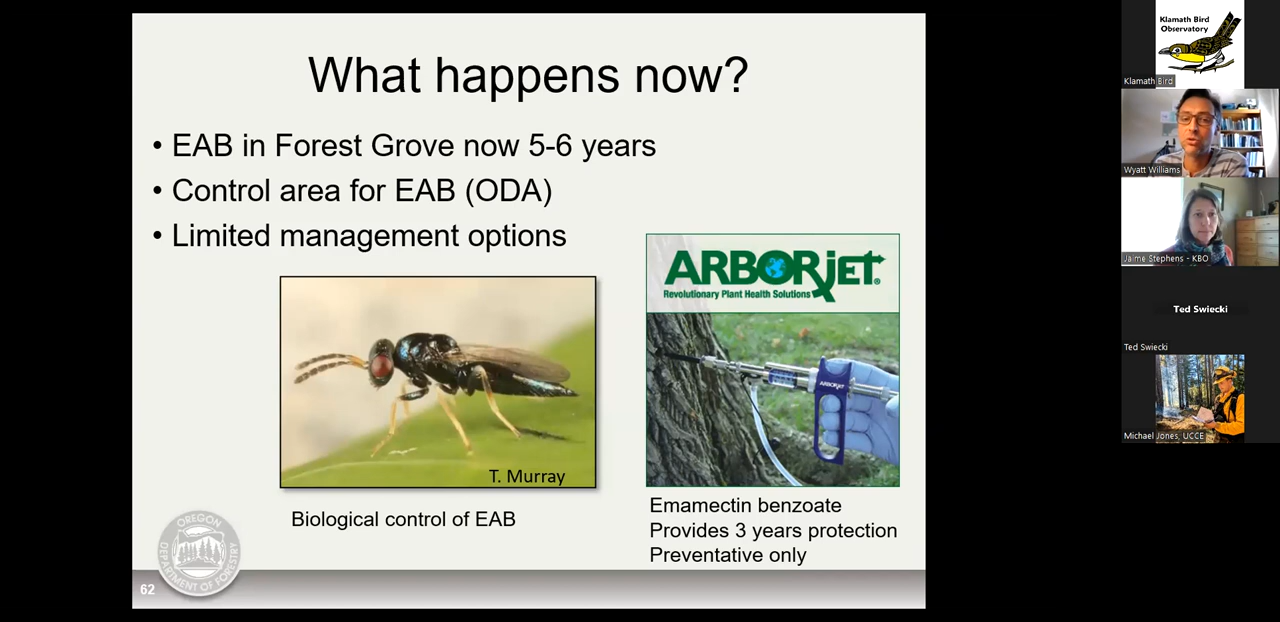 What happens now?
• EAB in Forest Grove now 5-6 years
• Control area for EAB (ODA)
• Limited management options
T. Murray
Biological control of EAB
ARBORjET®
Revolutionary Plant Health Solutions
ARBORJET
Emamectin benzoate
Provides 3 years protection
Preventative only
OREGON
DEPARTMENT OF FORESTRY
62
Klamath Bird
Observatory
Klamath Bird
Wyatt Williams
Jaime Stephens - KBO
Ted Swiecki
Ted Swiecki
Michael Jones, UCCE